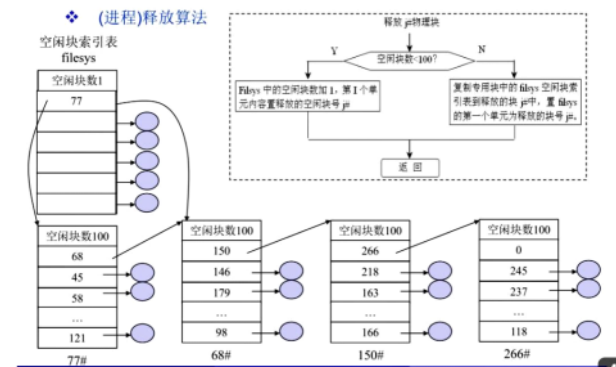 ❖ (进程)释放算法
空闲块索引表
filesys
空闲块数1
77
释放 j#物理块
空闲块数<100?
Y
N
Filsys 中的空闲块数加 1，第 1 个单
元内容置释放的空闲块号 j#
复制专用块中的 filsys 空闲块索
引表到释放的块 j#中，置 filsys
的第一个单元为释放的块号 j#。
返 回
空闲块数100
68
45
58
…
121
77#
空闲块数100
150
146
179
…
98
68#
空闲块数100
266
218
163
…
166
150#
空闲块数100
0
245
237
…
118
266#